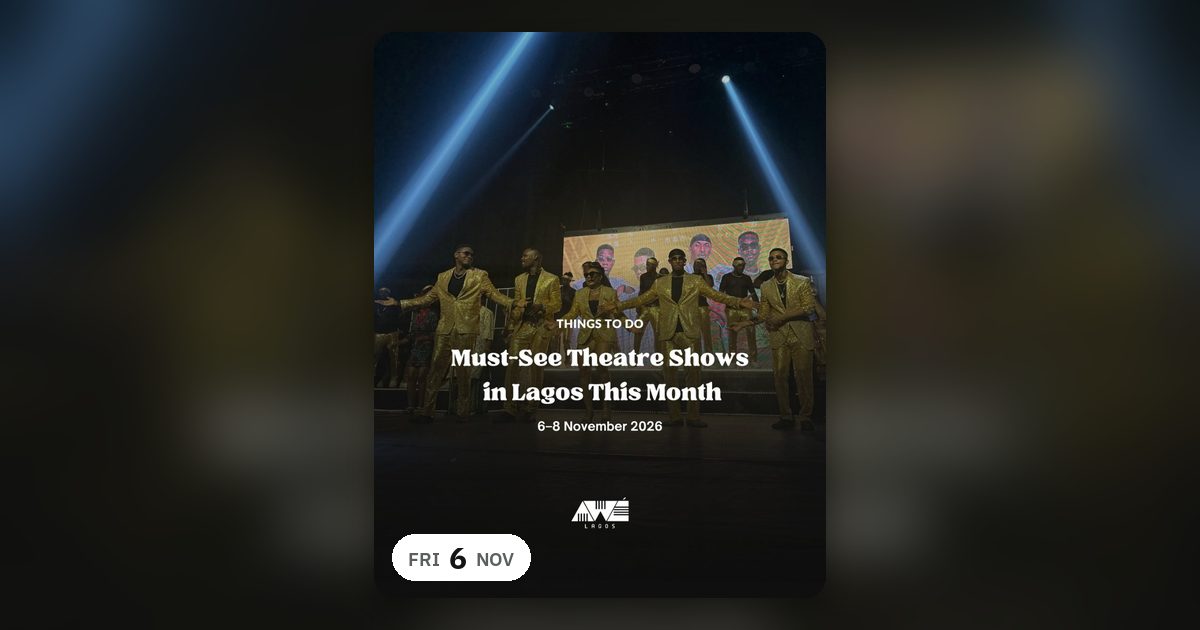 THINGS TO DO
Must-See Theatre Shows
in Lagos This Month
6–8 November 2026
AWÉ
LAGOS
FRI 6 NOV